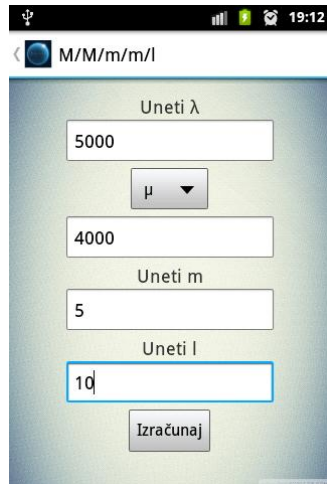 19:12
M/M/m/m/l
Uneti λ
5000
μ
4000
Uneti m
5
Uneti l
10
Izračunaj